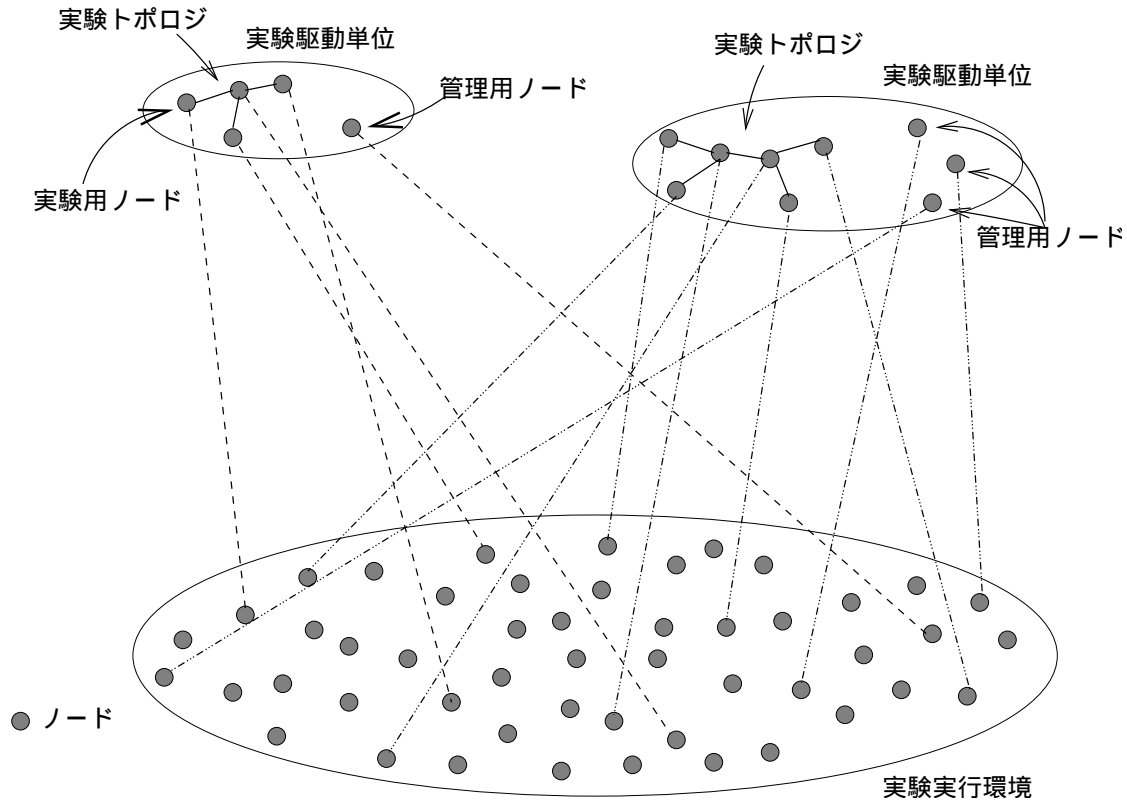 実験トポロジ
実験駆動単位
管理用ノード
実験用ノード
実験トポロジ
実験駆動単位
管理用ノード
ノード
実験実行環境